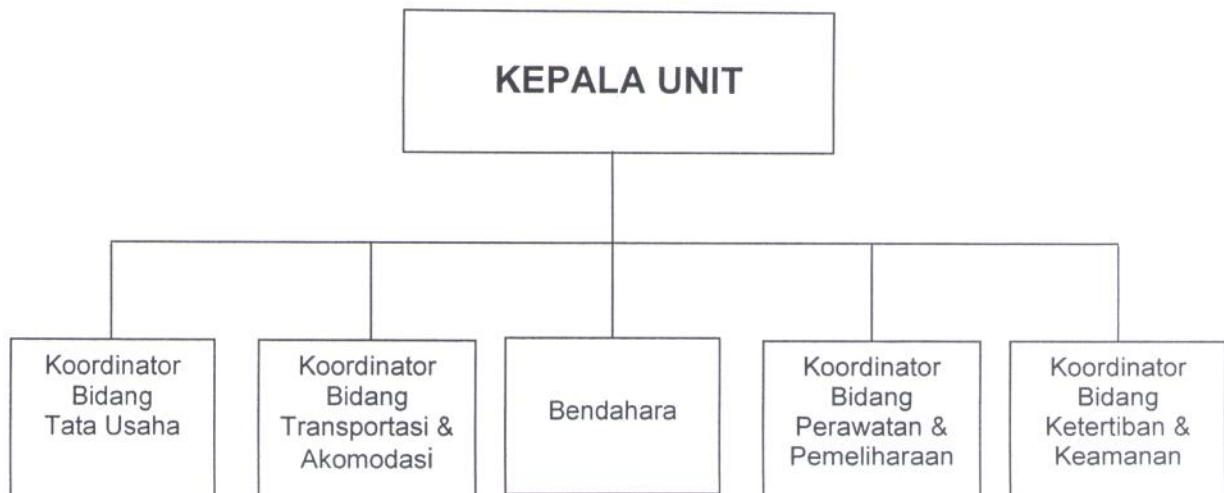 KEPALA UNIT
Koordinator
Bidang
Tata Usaha
Koordinator
Bidang
Transportasi &
Akomodasi
Bendahara
Koordinator
Bidang
Perawatan &
Pemeliharaan
Koordinator
Bidang
Ketertiban &
Keamanan